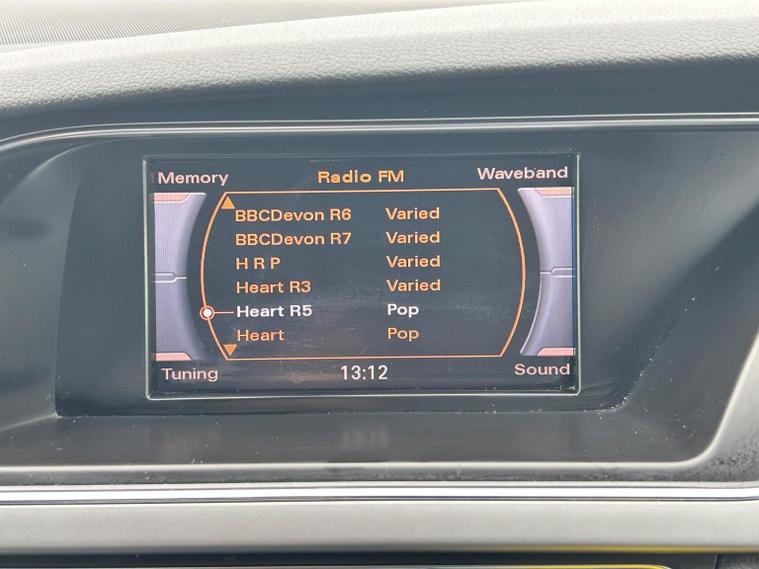 Memory Radio FM Waveband
BBCDevon R6 Varied
BBCDevon R7 Varied
H R P Varied
Heart R3 Varied
Heart R5 Pop
Heart Pop
Tuning 13:12 Sound